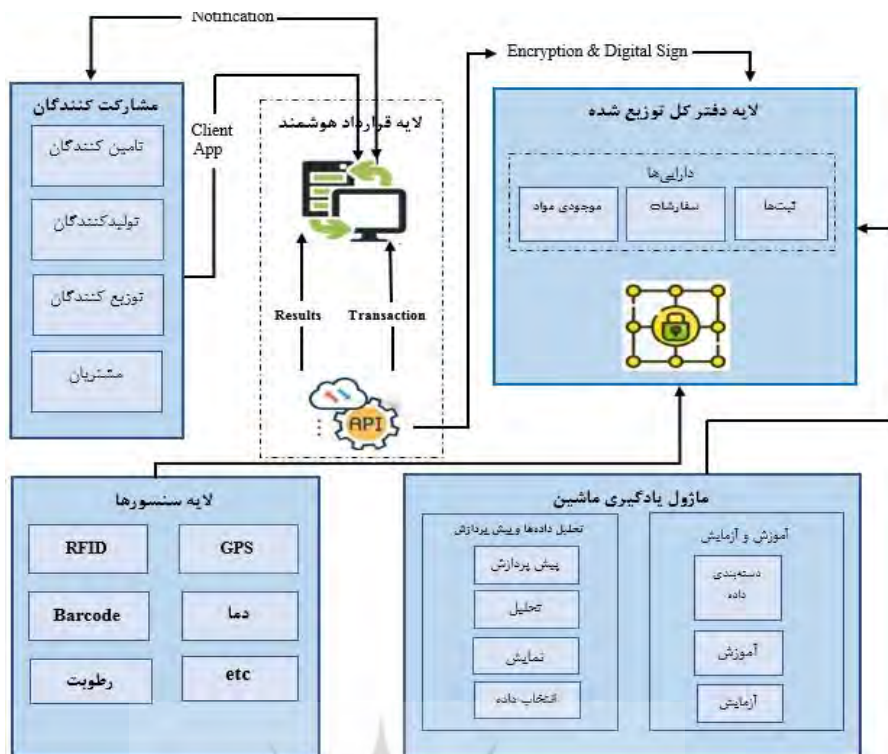 Notification
Encryption & Digital Sign
مشارکت کنندگان
تامین کنندگان
تولیدکنندگان
توزیع کنندگان
مشتریان
Client
App
لایه قرارداد هوشمند
Results
Transaction
API
لایه دفتر کل توزیع شده
دارایی‌ها
ثبت‌ها
سفارشات
موجودی مواد
لایه سنسورها
RFID
GPS
Barcode
دما
رطوبت
etc
ماژول یادگیری ماشین
آموزش و آزمایش
دسته‌بندی
داده
آموزش
آزمایش
تحلیل داده‌ها و پیش پردازش
پیش پردازش
تحلیل
نمایش
انتخاب داده